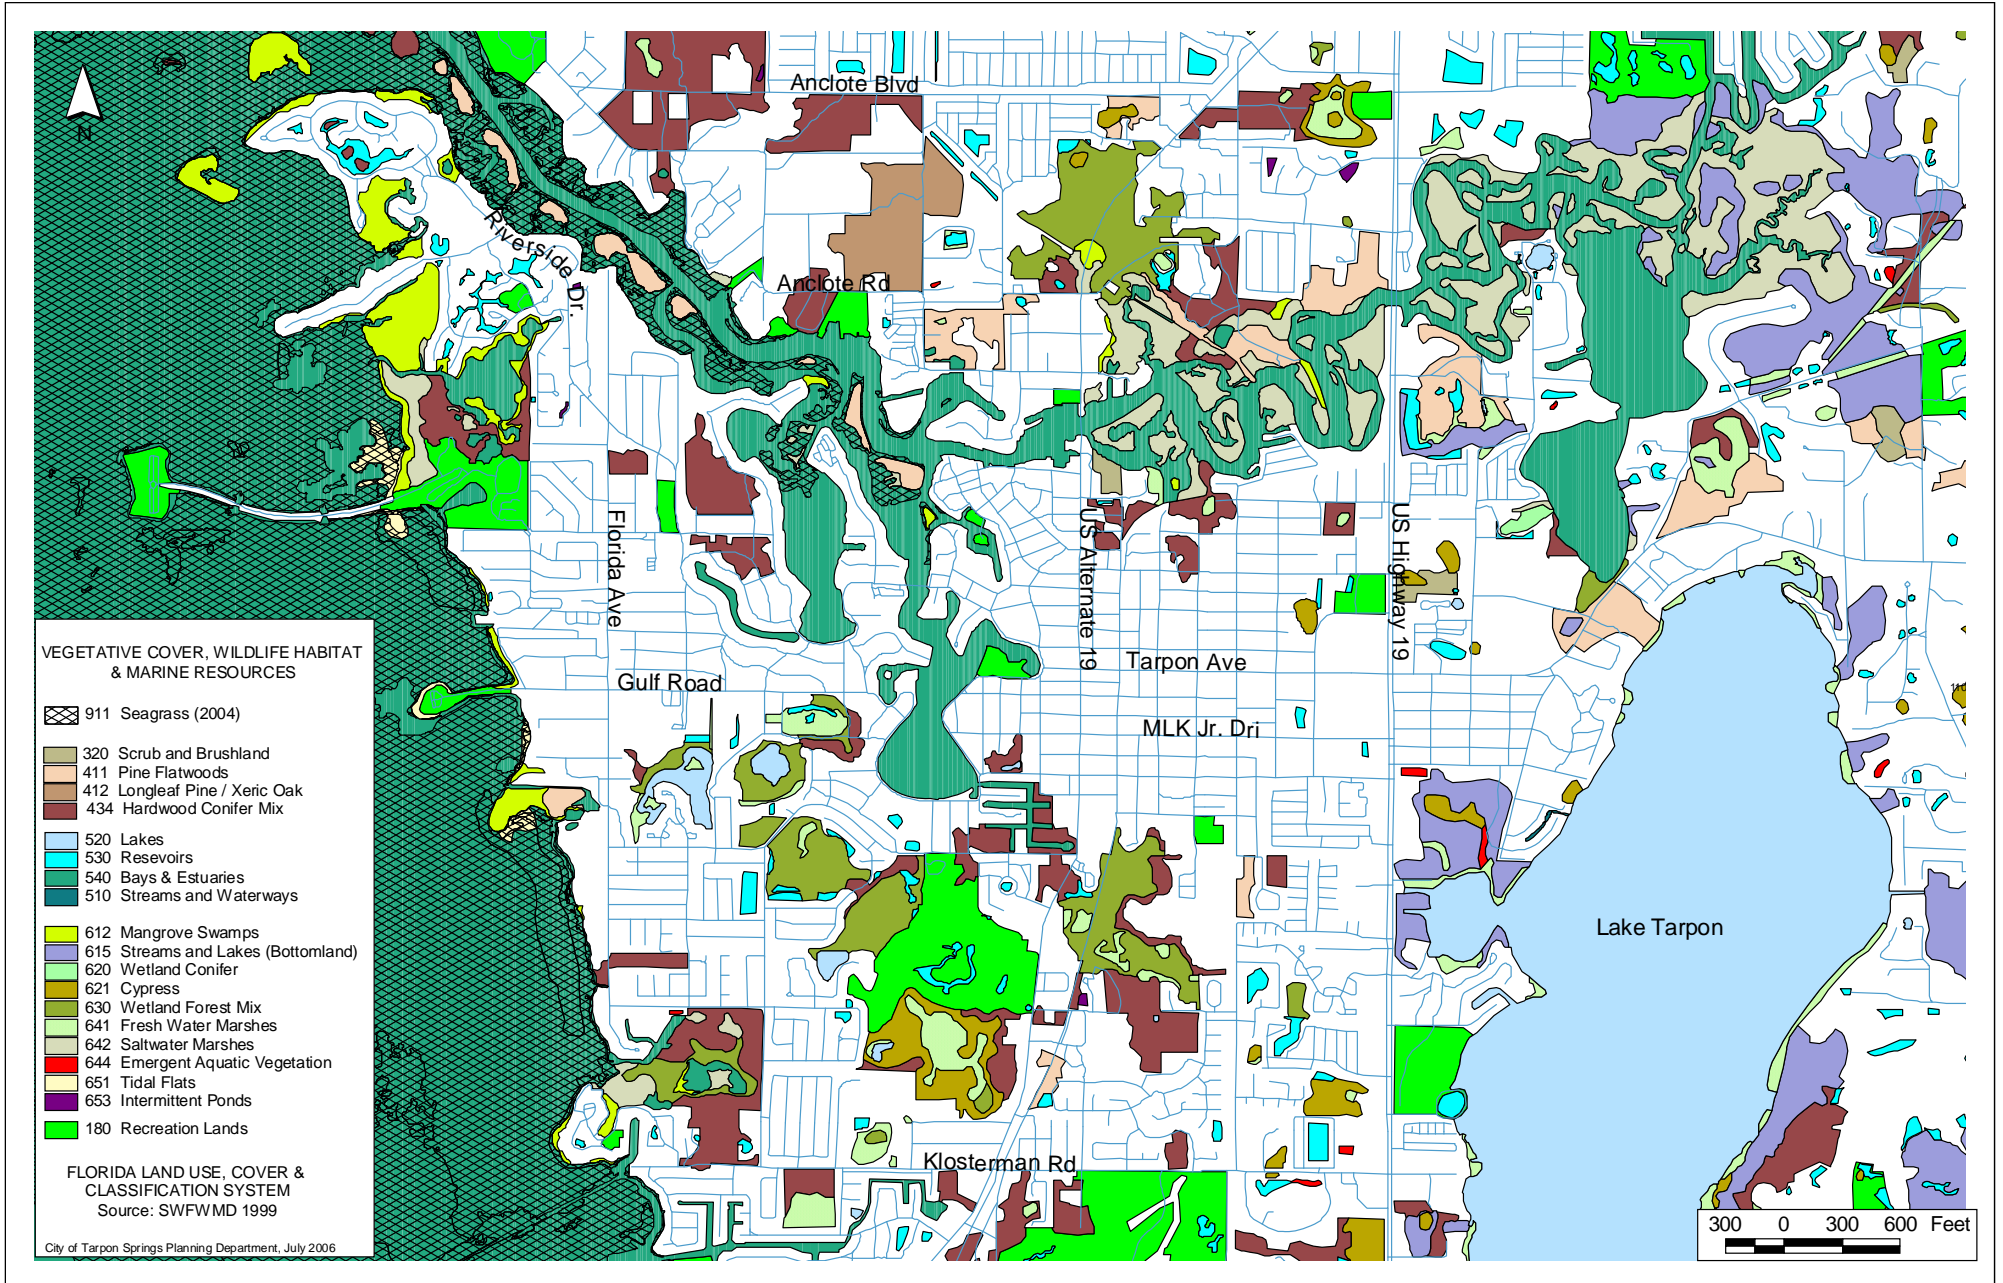 Anclote Blvd
N
Riverside Dr.
Anclote Rd
Florida Ave
US Alternate 19
US Highway 19
Tarpon Ave
Gulf Road
MLK Jr. Dri
Lake Tarpon
Klosterman Rd
VEGETATIVE COVER, WILDLIFE HABITAT
& MARINE RESOURCES
911 Seagrass (2004)
320 Scrub and Brushland
411 Pine Flatwoods
412 Longleaf Pine / Xeric Oak
434 Hardwood Conifer Mix
520 Lakes
530 Resevoirs
540 Bays & Estuaries
510 Streams and Waterways
612 Mangrove Swamps
615 Streams and Lakes (Bottomland)
620 Wetland Conifer
621 Cypress
630 Wetland Forest Mix
641 Fresh Water Marshes
642 Saltwater Marshes
644 Emergent Aquatic Vegetation
651 Tidal Flats
653 Intermittent Ponds
180 Recreation Lands
FLORIDA LAND USE, COVER &
CLASSIFICATION SYSTEM
Source: SWFWMD 1999
City of Tarpon Springs Planning Department, July 2006
300 0 300 600 Feet